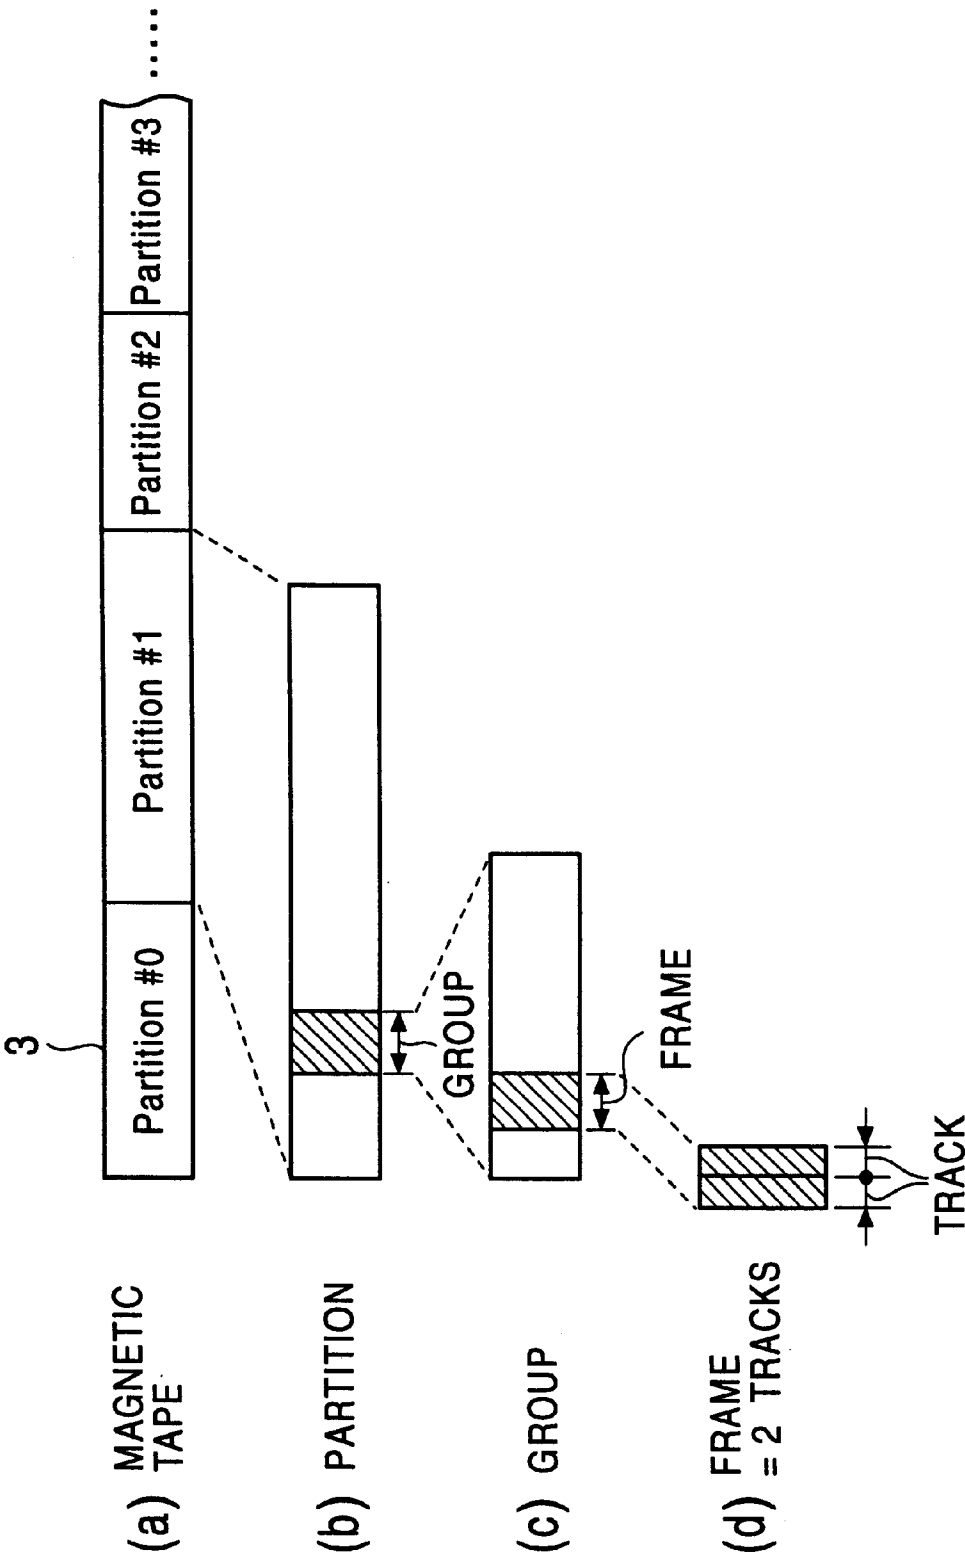 3
(a) MAGNETIC
TAPE
Partition #0
Partition #1
Partition #2
Partition #3
.....
(b) PARTITION
GROUP
(c) GROUP
FRAME
(d) FRAME
= 2 TRACKS
TRACK